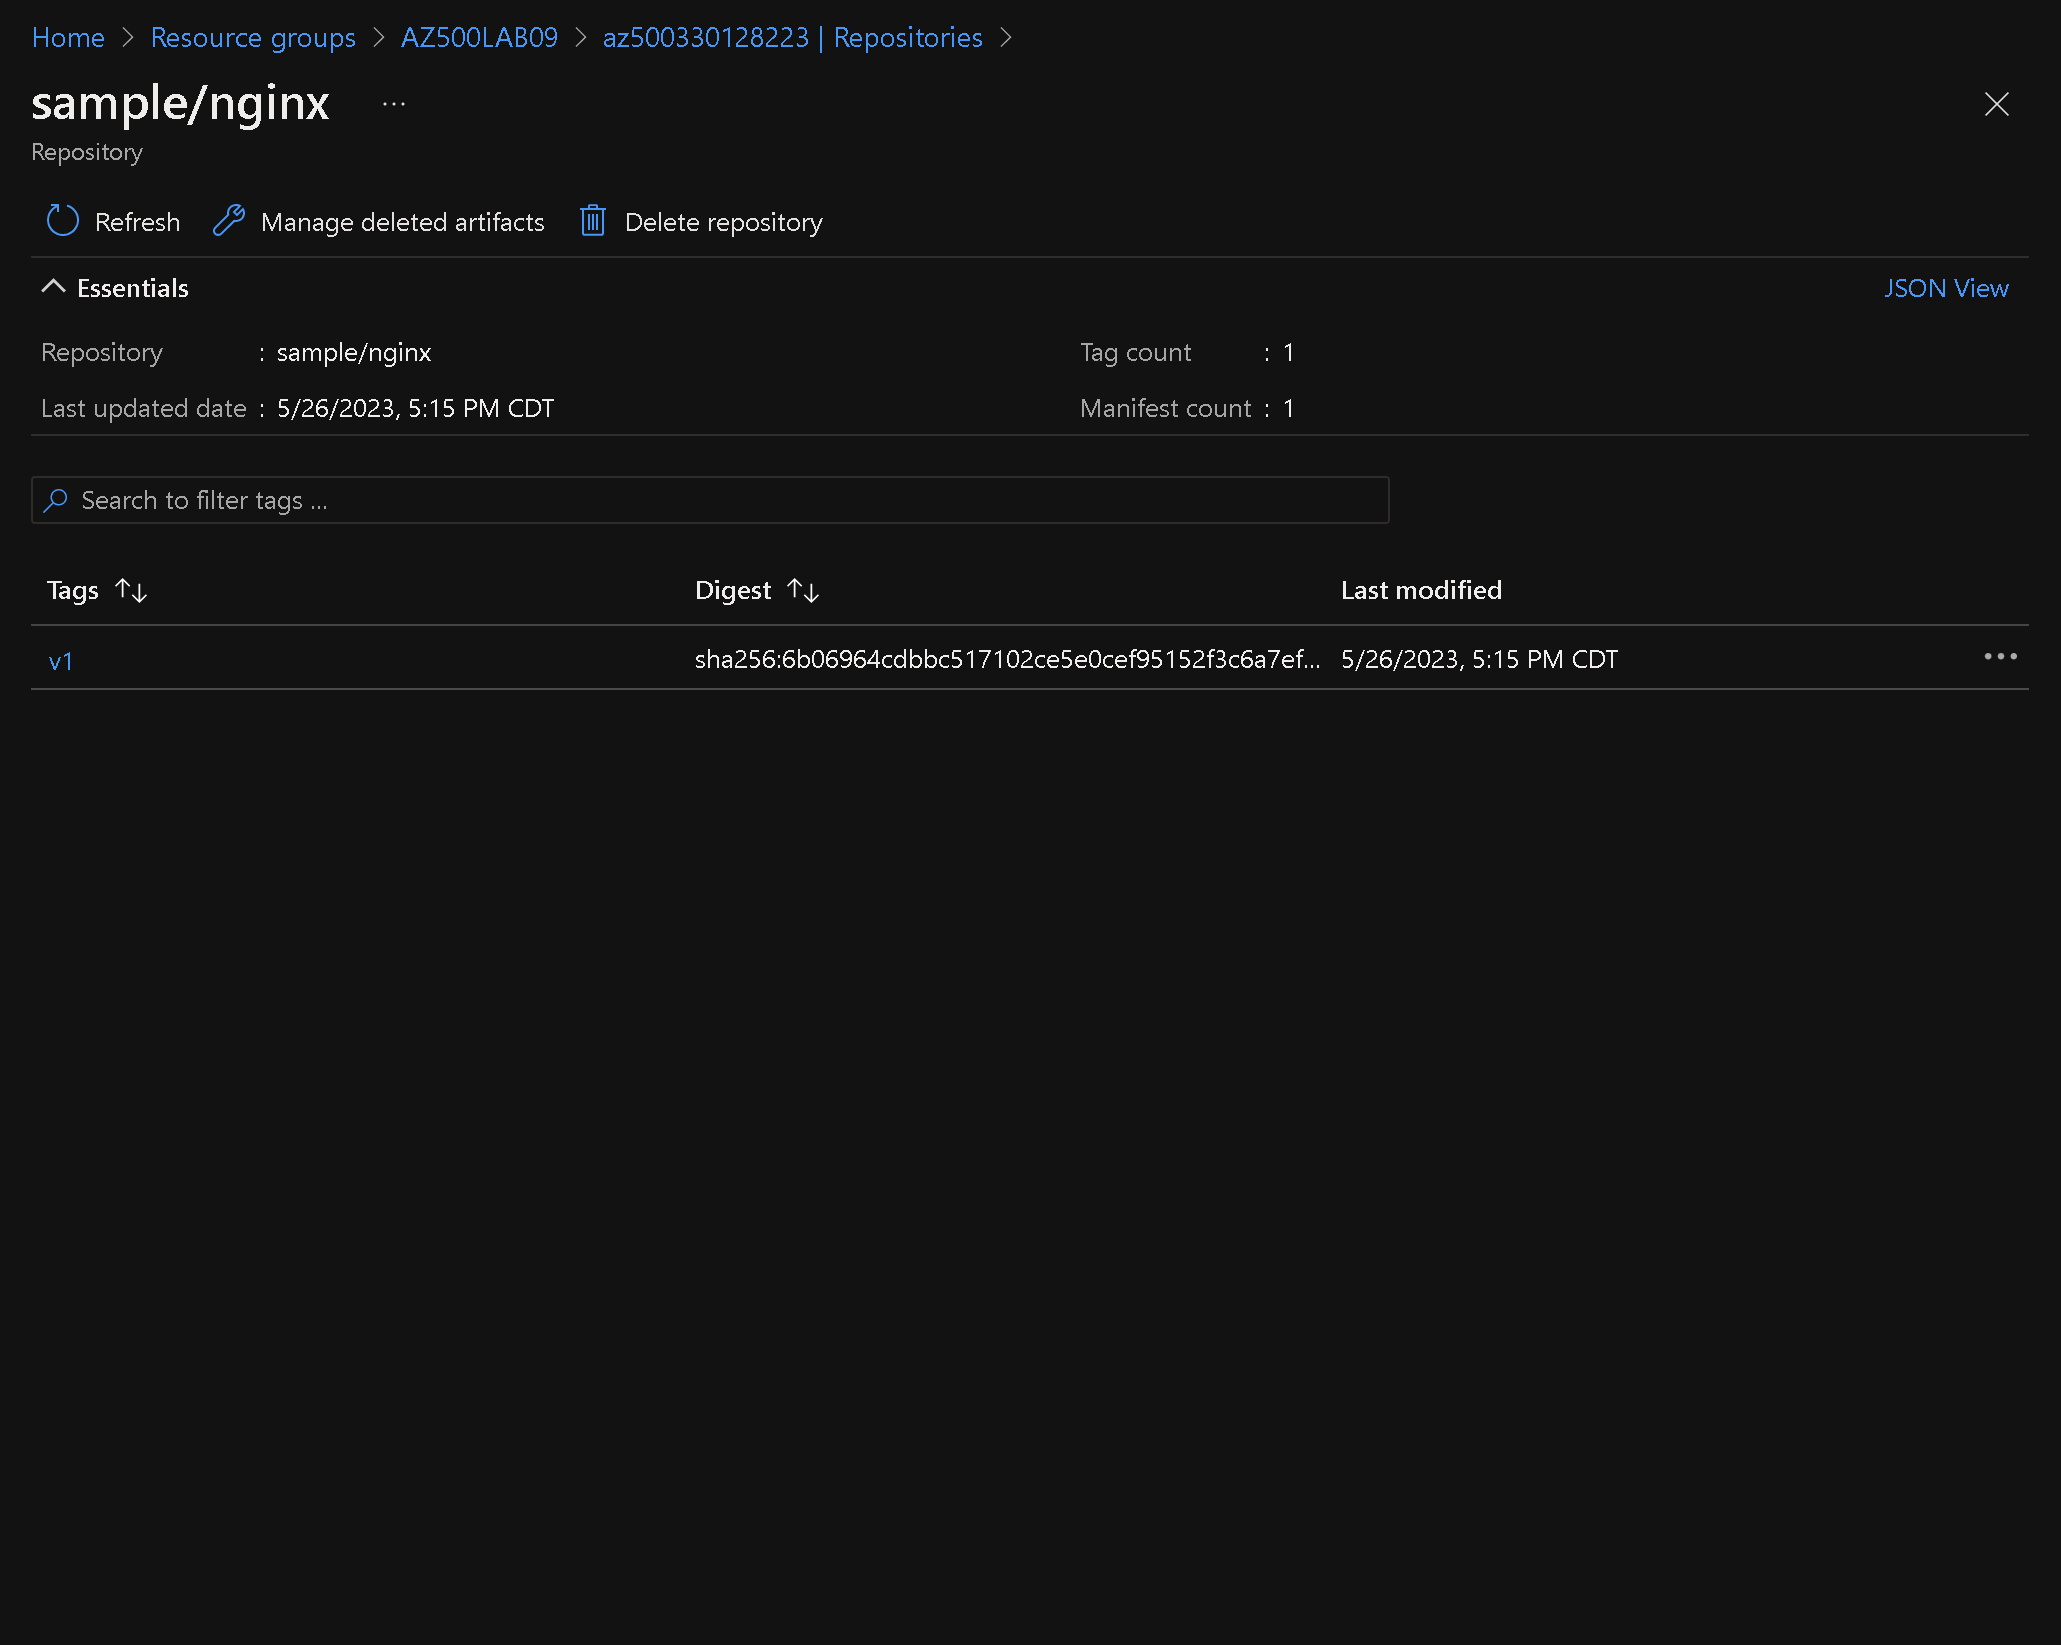 Home > Resource groups > AZ500LAB09 > az500330128223 | Repositories >
sample/nginx ...
Repository
Refresh Manage deleted artifacts Delete repository
Essentials JSON View
Repository : sample/nginx Tag count : 1
Last updated date : 5/26/2023, 5:15 PM CDT Manifest count : 1
Search to filter tags ...
Tags ↑↓ Digest ↑↓ Last modified
v1 sha256:6b06964cdbbc517102ce5e0cef95152f3c6a7ef... 5/26/2023, 5:15 PM CDT ...